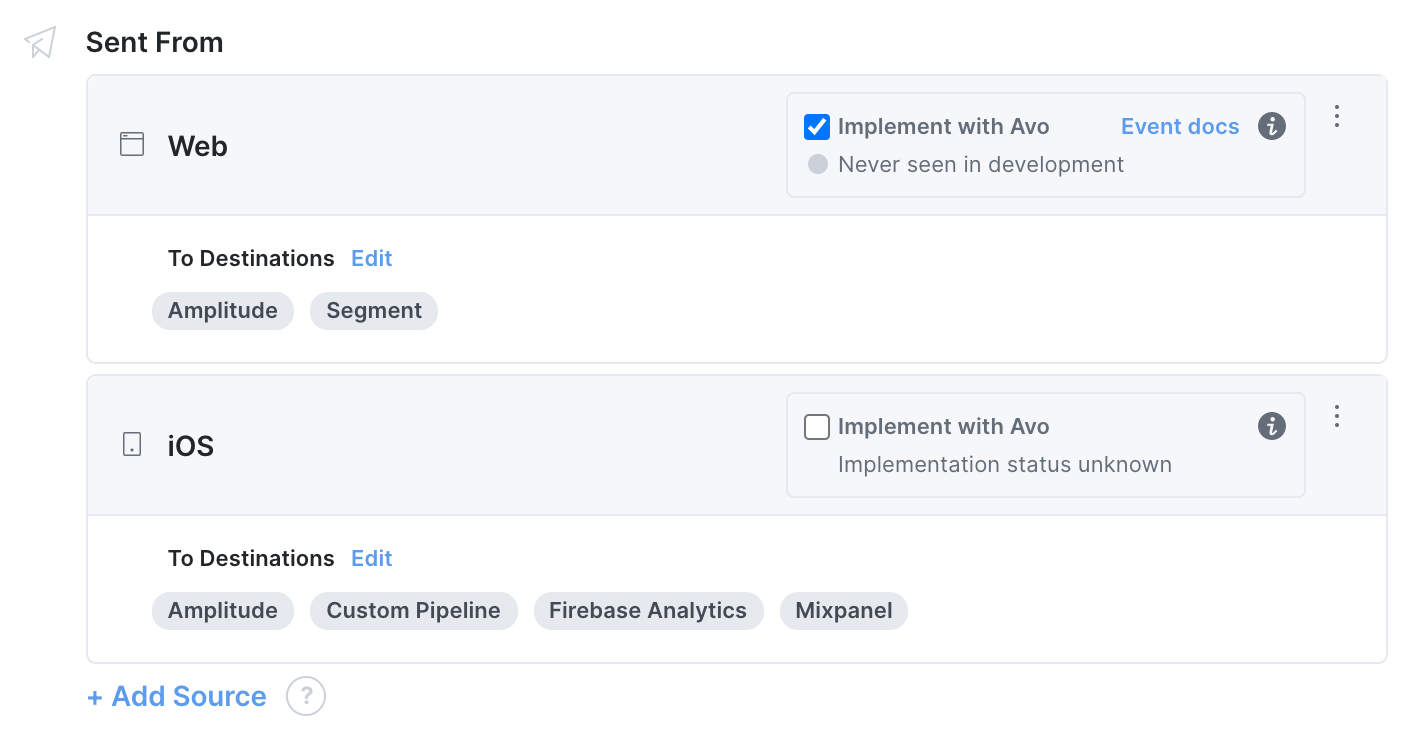 Sent From
Web
Implement with Avo Event docs
Never seen in development
To Destinations Edit
Amplitude Segment
iOS
Implement with Avo
Implementation status unknown
To Destinations Edit
Amplitude Custom Pipeline Firebase Analytics Mixpanel
+ Add Source ?